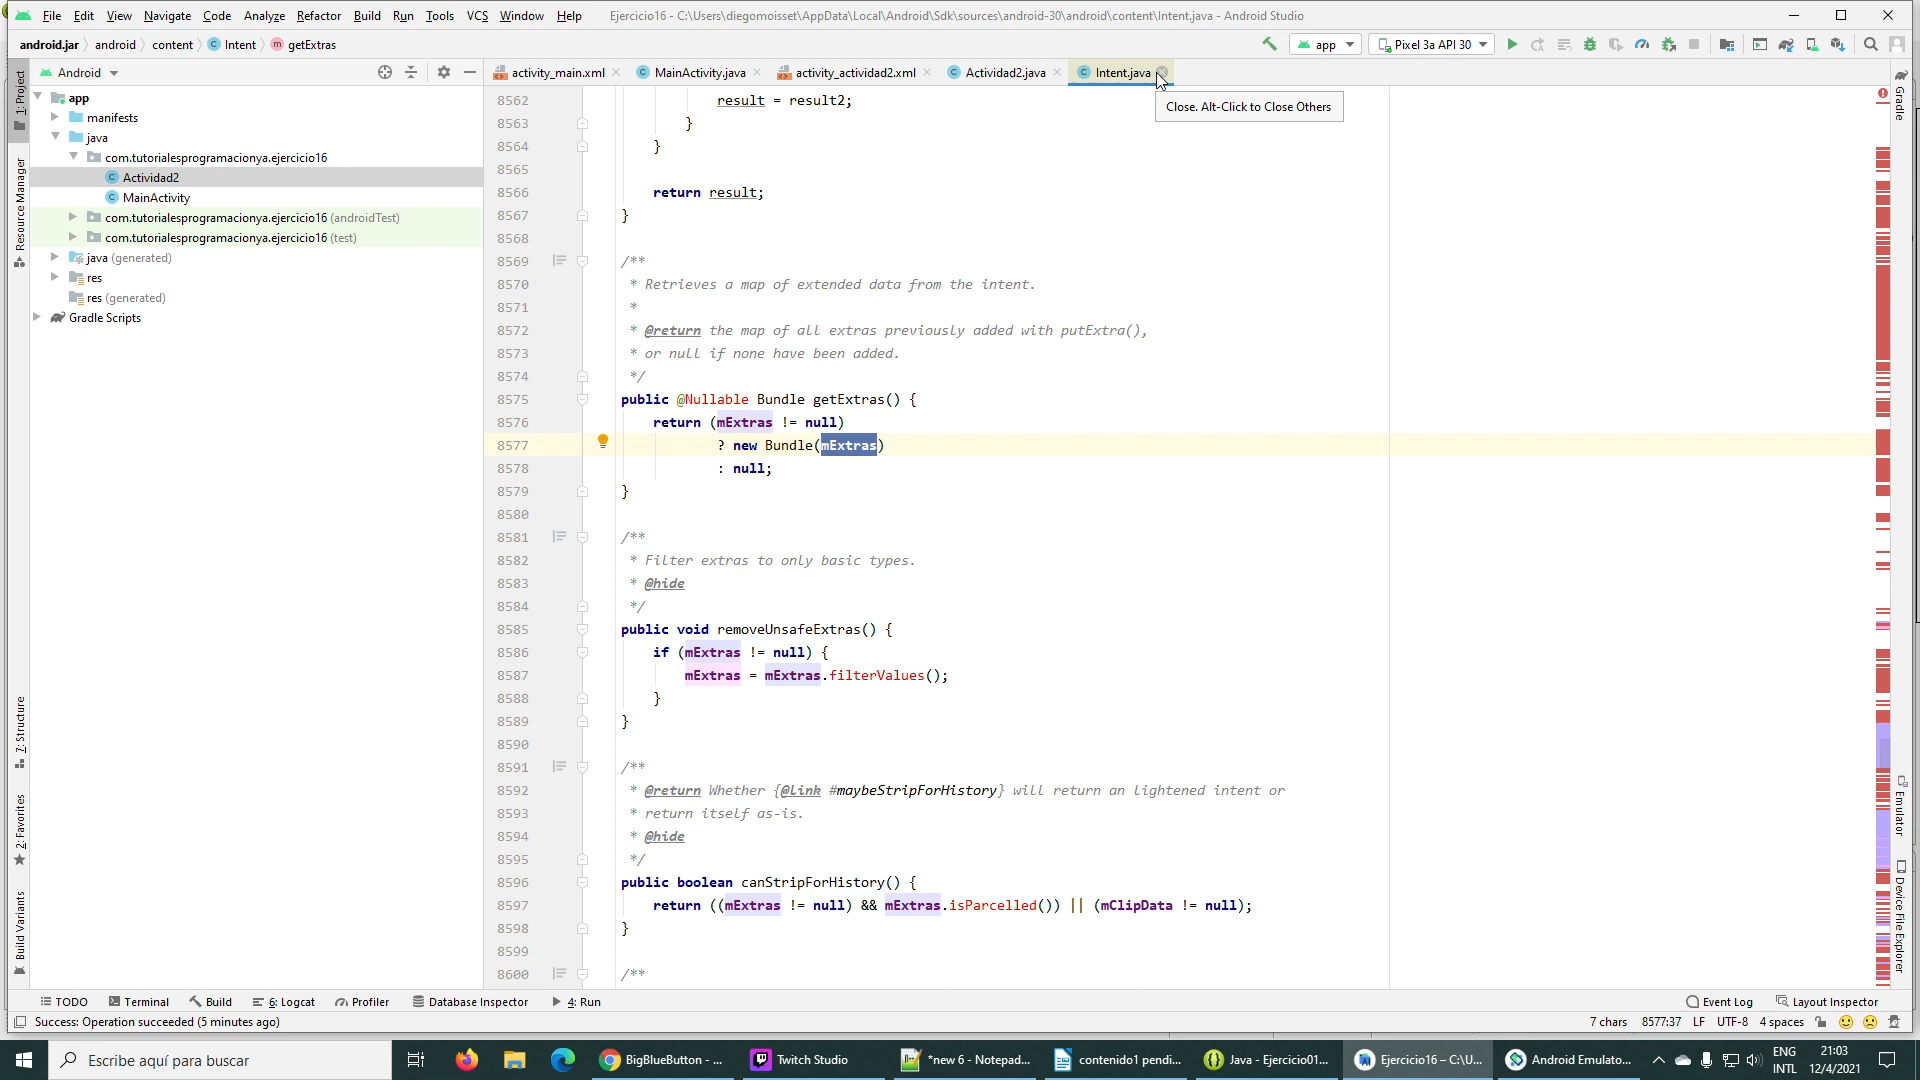 File Edit View Navigate Code Analyze Refactor Build Run Tools VCS Window Help Ejercicio16 - C:\Users\diegomoisset\AppData\Local\Android\Sdk\sources\android-30\android\content\Intent.java - Android Studio
android.jar android content Intent getExtras app Pixel 3a API 30
Android activity_main.xml MainActivity.java activity_actividad2.xml Actividad2.java Intent.java
Close. Alt-Click to Close Others
1: Project
Resource Manager
7: Structure
2: Favorites
Build Variants
app
manifests
java
com.tutorialesprogramacionya.ejercicio16
Actividad2
MainActivity
com.tutorialesprogramacionya.ejercicio16 (androidTest)
com.tutorialesprogramacionya.ejercicio16 (test)
java (generated)
res
res (generated)
Gradle Scripts
8562 result = result2;
8563 }
8564 }
8565
8566 return result;
8567 }
8568
8569 /**
8570 * Retrieves a map of extended data from the intent.
8571 *
8572 * @return the map of all extras previously added with putExtra(),
8573 * or null if none have been added.
8574 */
8575 public @Nullable Bundle getExtras() {
8576 return (mExtras != null)
8577 ? new Bundle(mExtras)
8578 : null;
8579 }
8580
8581 /**
8582 * Filter extras to only basic types.
8583 * @hide
8584 */
8585 public void removeUnsafeExtras() {
8586 if (mExtras != null) {
8587 mExtras = mExtras.filterValues();
8588 }
8589 }
8590
8591 /**
8592 * @return Whether {@link #maybeStripForHistory} will return an lightened intent or
8593 * return itself as-is.
8594 * @hide
8595 */
8596 public boolean canStripForHistory() {
8597 return ((mExtras != null) && mExtras.isParcelled()) || (mClipData != null);
8598 }
8599
8600 /**
Gradle
Emulator
Device File Explorer
TODO Terminal Build 6: Logcat Profiler Database Inspector 4: Run Event Log Layout Inspector
Success: Operation succeeded (5 minutes ago) 7 chars 8577:37 LF UTF-8 4 spaces
Escribe aquí para buscar BigBlueButton - ... Twitch Studio *new 6 - Notepad... contenido1 pendi... Java - Ejercicio01... Ejercicio16 – C:\U... Android Emulato... ENG 21:03
INTL 12/4/2021